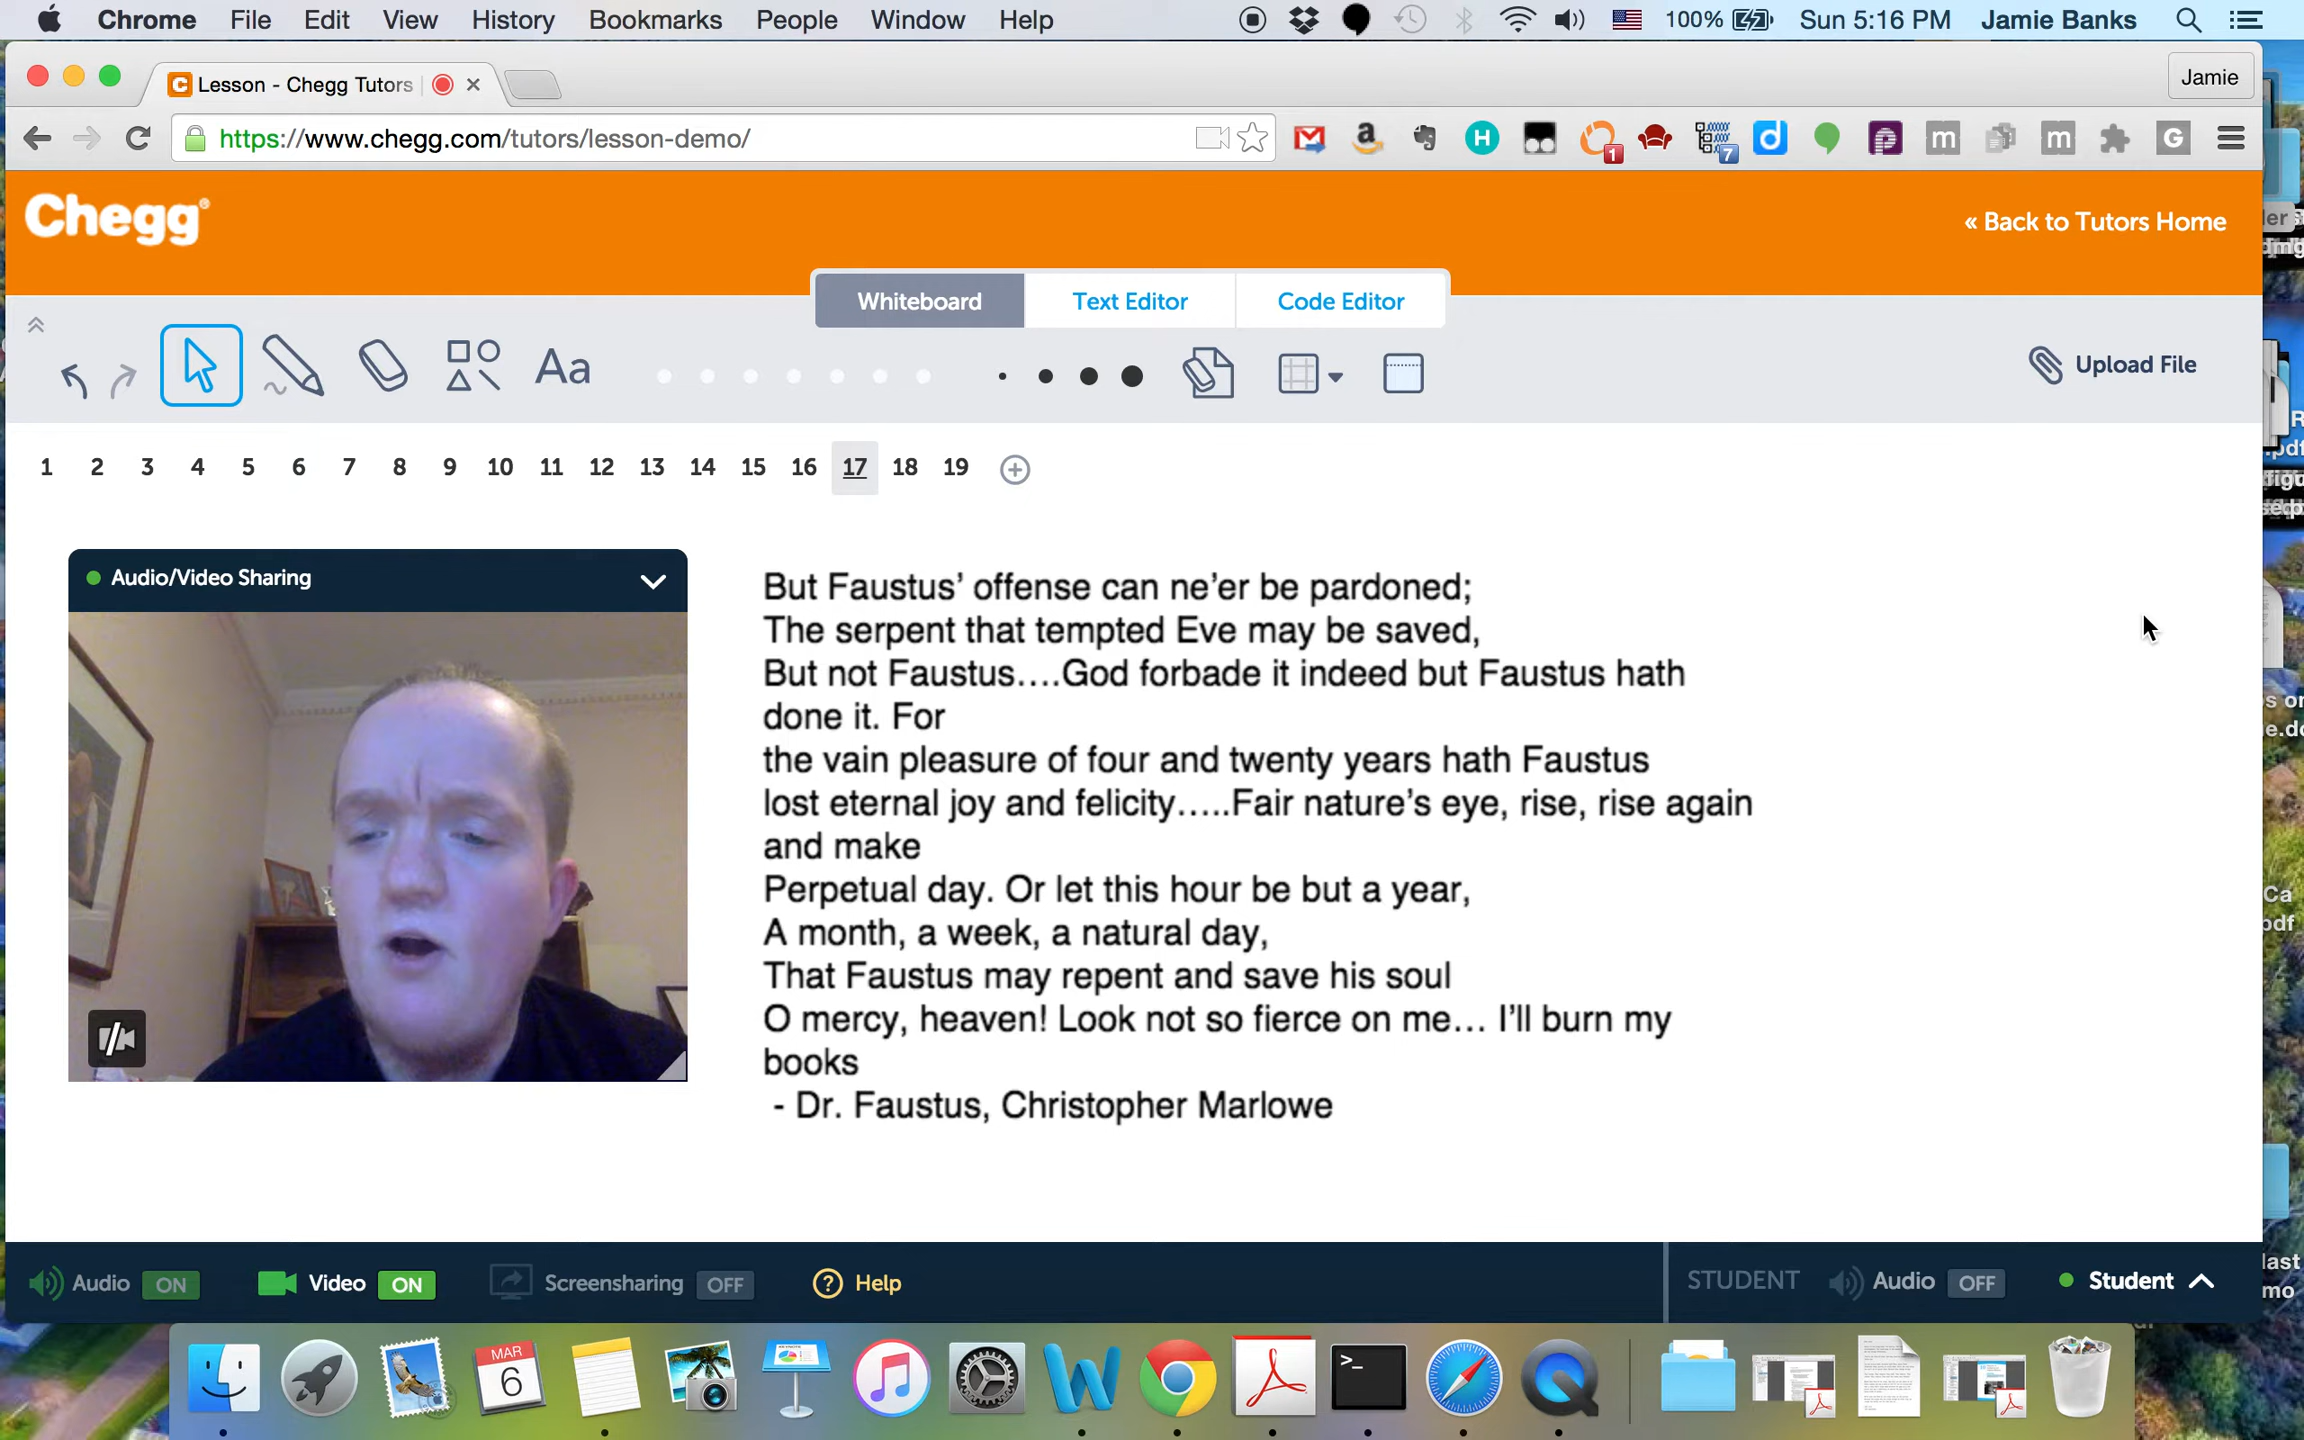 Chrome File Edit View History Bookmarks People Window Help 100% Sun 5:16 PM Jamie Banks
Lesson - Chegg Tutors Jamie
https://www.chegg.com/tutors/lesson-demo/ H 1 7 d p m m G
Chegg
« Back to Tutors Home
Whiteboard Text Editor Code Editor
Aa
Upload File
1 2 3 4 5 6 7 8 9 10 11 12 13 14 15 16 17 18 19
Audio/Video Sharing
But Faustus’ offense can ne’er be pardoned;
The serpent that tempted Eve may be saved,
But not Faustus….God forbade it indeed but Faustus hath
done it. For
the vain pleasure of four and twenty years hath Faustus
lost eternal joy and felicity…..Fair nature’s eye, rise, rise again
and make
Perpetual day. Or let this hour be but a year,
A month, a week, a natural day,
That Faustus may repent and save his soul
O mercy, heaven! Look not so fierce on me… I’ll burn my
books
- Dr. Faustus, Christopher Marlowe
Audio ON Video ON Screensharing OFF ? Help STUDENT Audio OFF Student
MAR
6